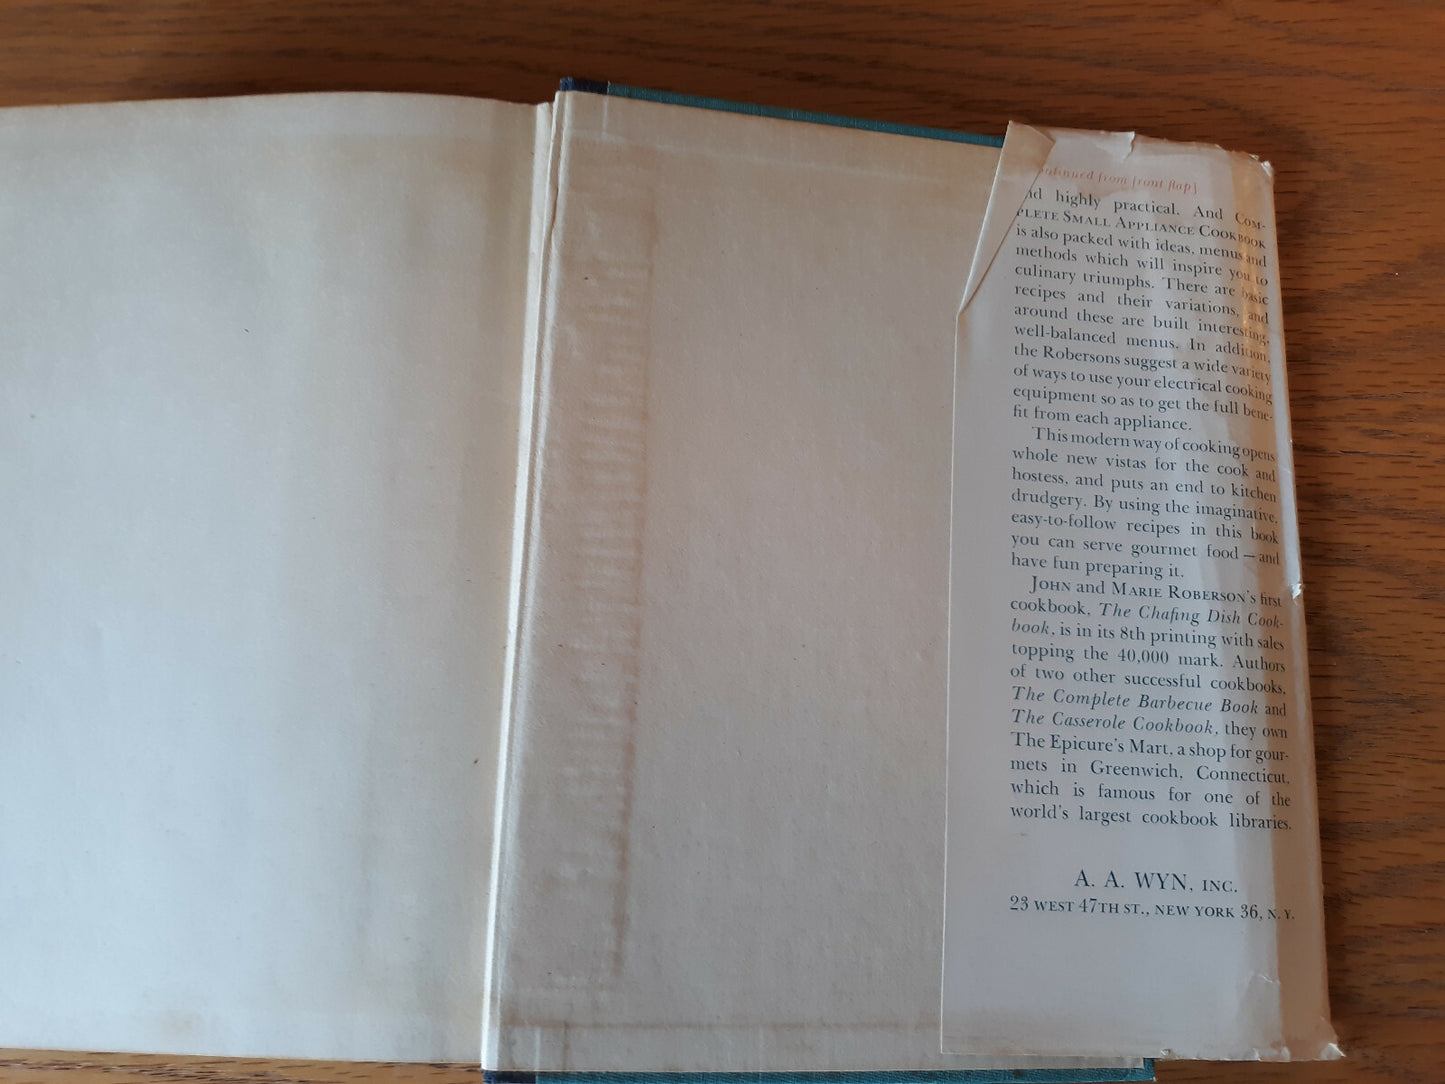 from front flap]
highly practical. And COM-
PLETE SMALL APPLIANCE COOKBOOK
is also packed with ideas, menus and
methods which will inspire you to
culinary triumphs. There are basic
recipes and their variations, and
around these are built interesting,
well-balanced menus. In addition,
the Robersons suggest a wide variety
of ways to use your electrical cooking
equipment so as to get the full bene-
fit from each appliance.
This modern way of cooking opens
whole new vistas for the cook and
hostess, and puts an end to kitchen
drudgery. By using the imaginative,
easy-to-follow recipes in this book
you can serve gourmet food — and
have fun preparing it.
JOHN and MARIE ROBERSON'S first
cookbook, The Chafing Dish Cook-
book, is in its 8th printing with sales
topping the 40,000 mark. Authors
of two other successful cookbooks,
The Complete Barbecue Book and
The Casserole Cookbook, they own
The Epicure's Mart, a shop for gour-
mets in Greenwich, Connecticut,
which is famous for one of the
world's largest cookbook libraries.
A. A. WYN, INC.
23 WEST 47TH ST., NEW YORK 36, N. Y.